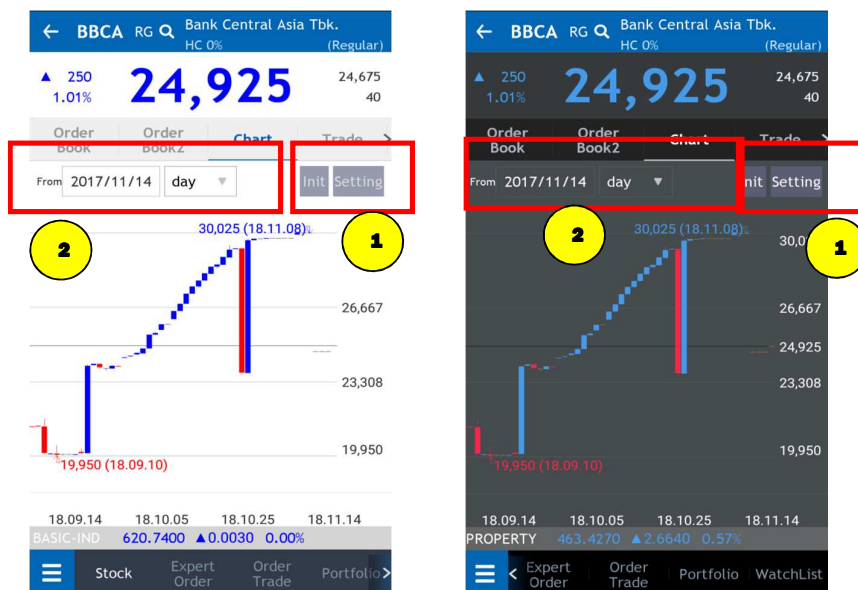 BBCA RG Bank Central Asia Tbk.
HC 0% (Regular)
▲ 250 24,925 24,675
1.01% 40
Order Book Order Book2 Chart Trade >
From 2017/11/14 day ▼ Init Setting
2 1
30,025 (18.11.08)
26,667
23,308
19,950
19,950 (18.09.10)
18.09.14 18.10.05 18.10.25 18.11.14
BASIC-IND 620.7400 ▲0.0030 0.00%
Stock Expert Order Order Trade Portfolio >
BBCA RG Bank Central Asia Tbk.
HC 0% (Regular)
▲ 250 24,925 24,675
1.01% 40
Order Book Order Book2 Chart Trade
From 2017/11/14 day ▼ nit Setting
2 1
30,025 (18.11.08)
30,0
26,667
24,925
23,308
19,950
19,950 (18.09.10)
18.09.14 18.10.05 18.10.25 18.11.14
PROPERTY 463.4270 ▲2.6640 0.57%
< Expert Order Order Trade Portfolio WatchList